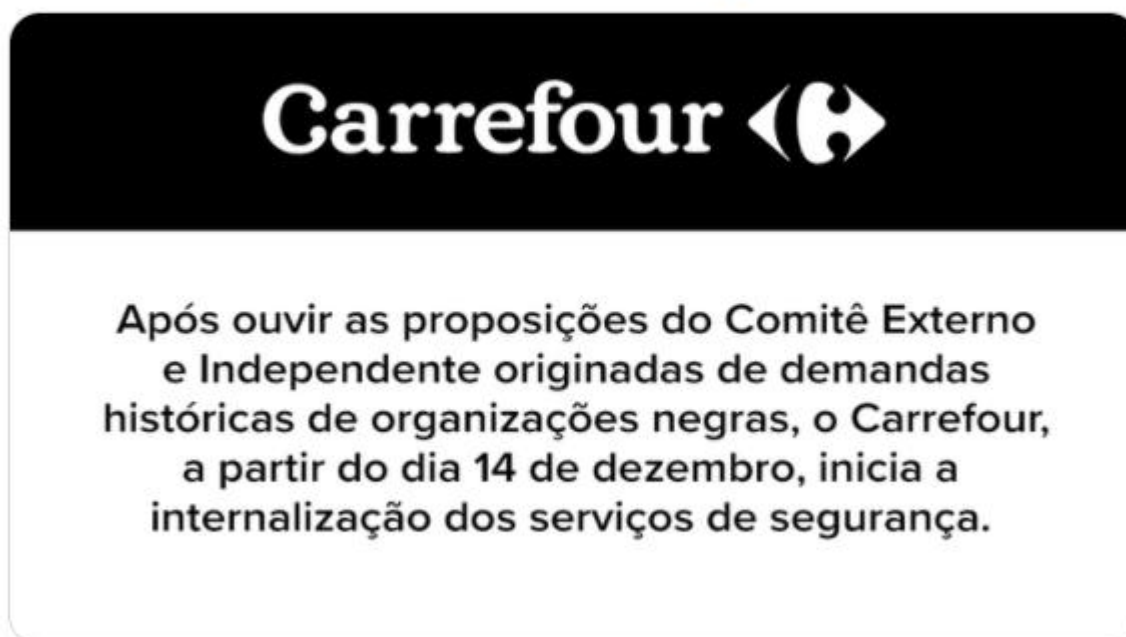 Carrefour
Após ouvir as proposições do Comitê Externo
e Independente originadas de demandas
históricas de organizações negras, o Carrefour,
a partir do dia 14 de dezembro, inicia a
internalização dos serviços de segurança.